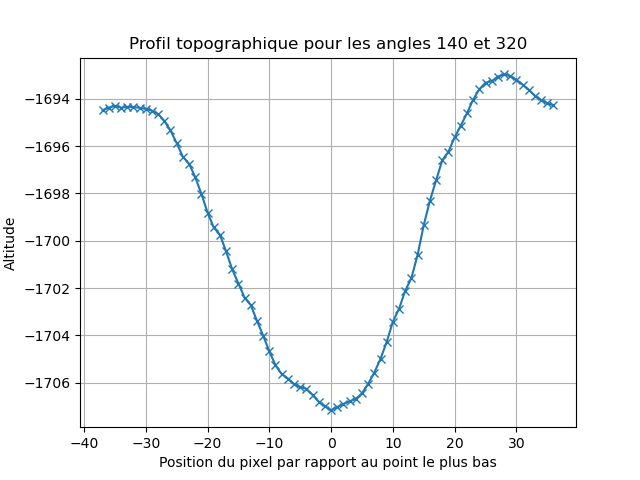 Profil topographique pour les angles 140 et 320
−1694
−1696
−1698
−1700
−1702
−1704
−1706
Altitude
−40 −30 −20 −10 0 10 20 30
Position du pixel par rapport au point le plus bas